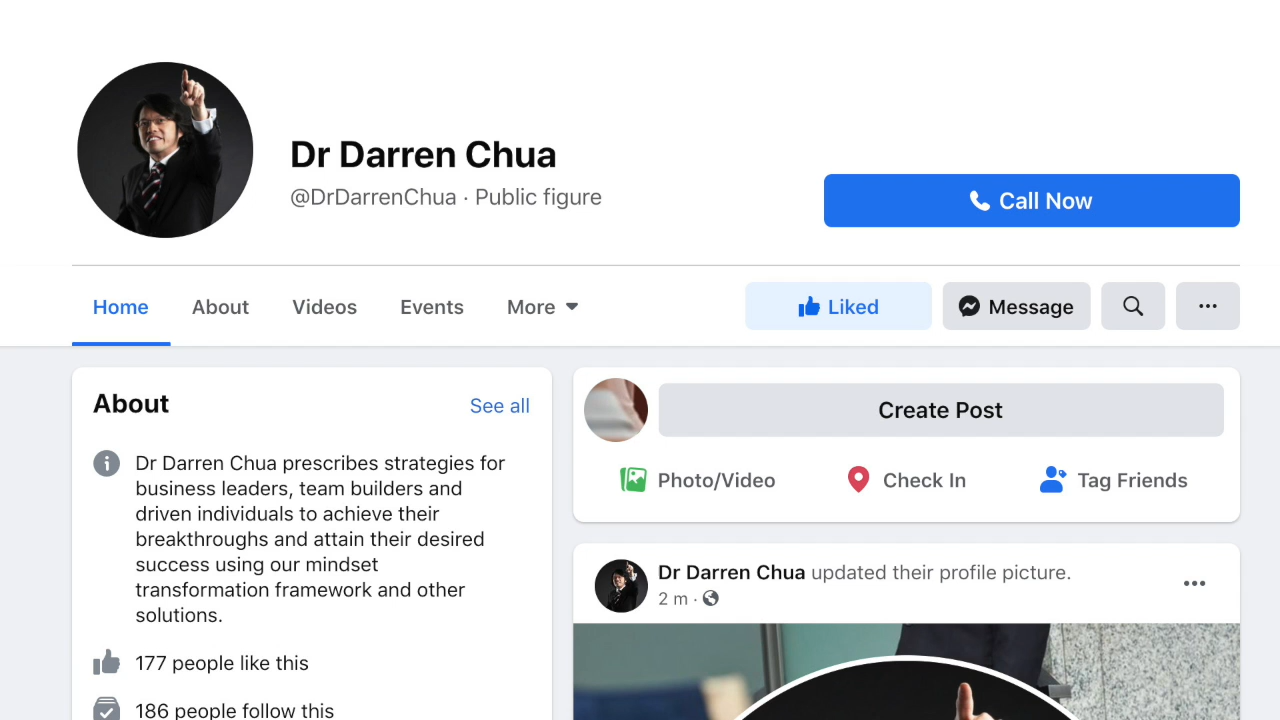 Dr Darren Chua
@DrDarrenChua · Public figure
Call Now
Home
About
Videos
Events
More
Liked
Message
About
See all
Dr Darren Chua prescribes strategies for
business leaders, team builders and
driven individuals to achieve their
breakthroughs and attain their desired
success using our mindset
transformation framework and other
solutions.
177 people like this
186 people follow this
Create Post
Photo/Video
Check In
Tag Friends
Dr Darren Chua updated their profile picture.
2 m ·